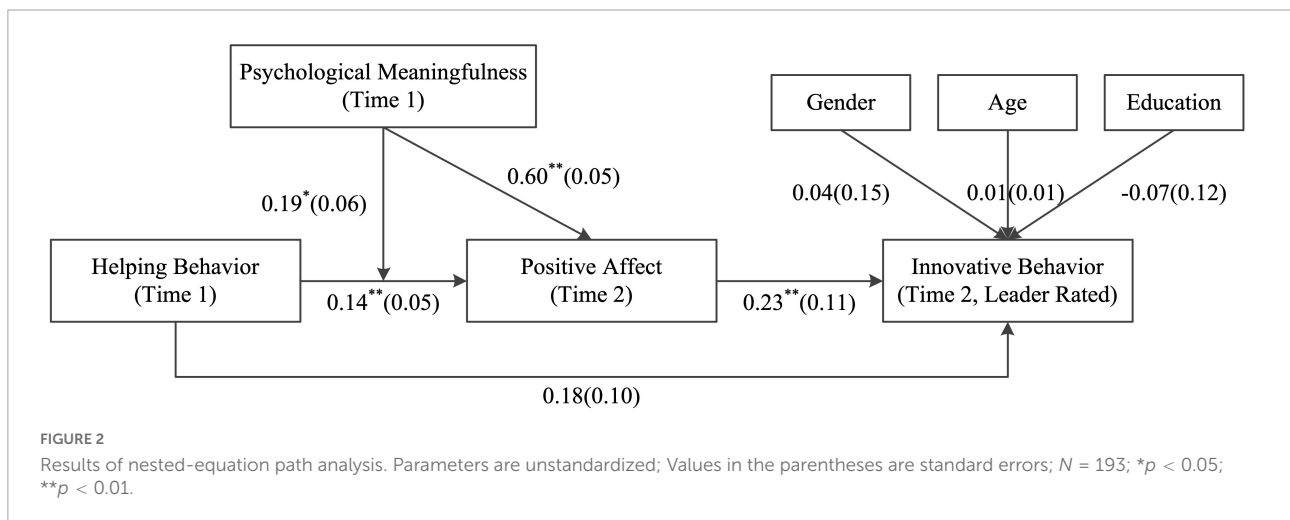 Psychological Meaningfulness
(Time 1)
Gender
Age
Education
0.19*(0.06)
0.60**(0.05)
0.04(0.15)
0.01(0.01)
-0.07(0.12)
Helping Behavior
(Time 1)
0.14**(0.05)
Positive Affect
(Time 2)
0.23**(0.11)
Innovative Behavior
(Time 2, Leader Rated)
0.18(0.10)
FIGURE 2
Results of nested-equation path analysis. Parameters are unstandardized; Values in the parentheses are standard errors; N = 193; *p < 0.05;
**p < 0.01.